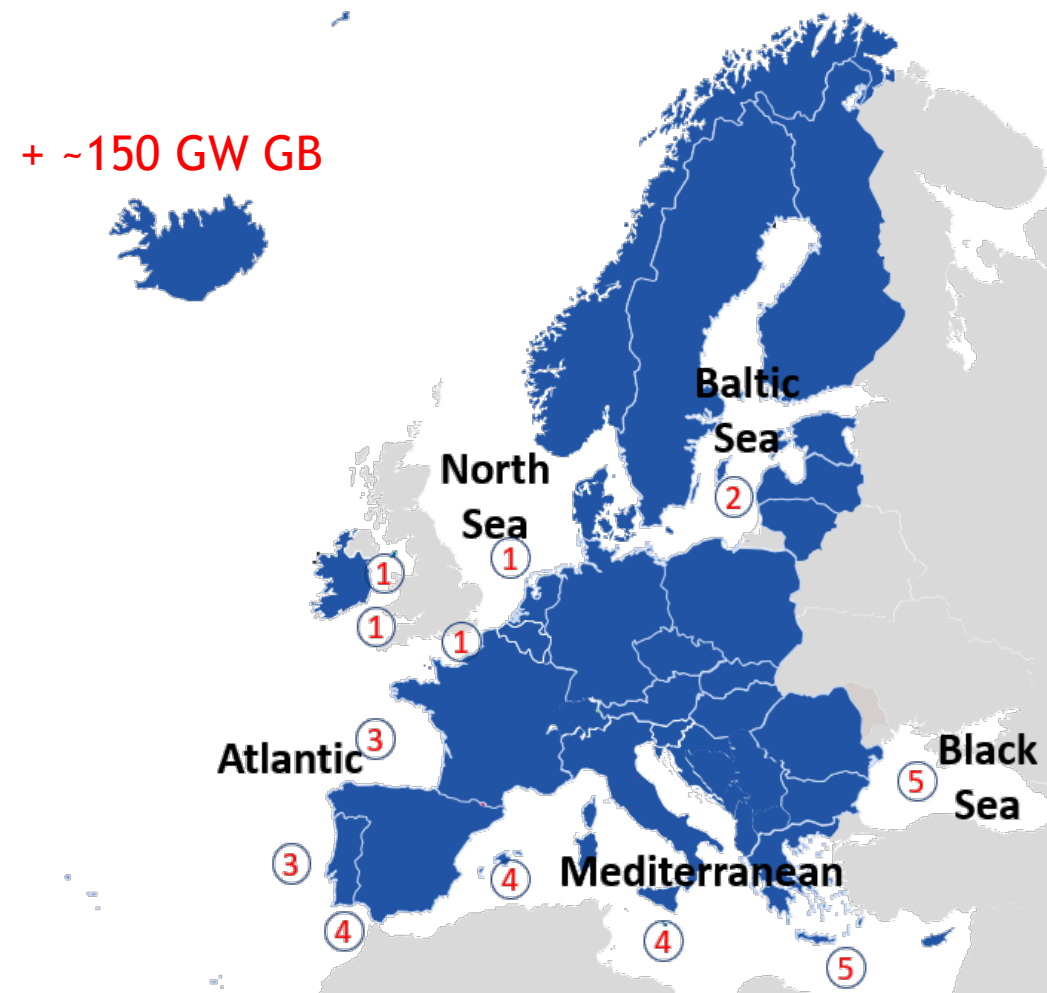 + ~150 GW GB
Baltic
Sea
North
Sea
2
1
1
1
1
3
Atlantic
Black
Sea
5
3
Mediterranean
4
4
4
5